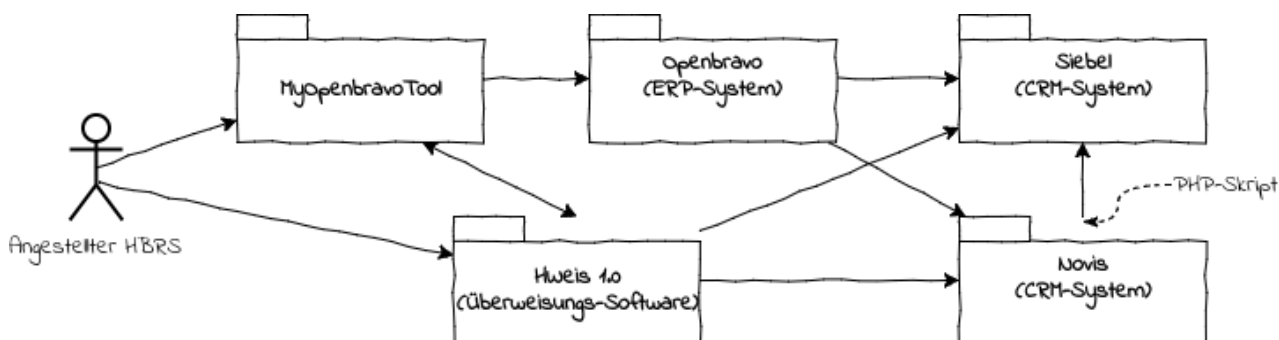 MyOpenbravoTool
Openbravo
(ERP-System)
Siebel
(CRM-System)
PHP-Skript
Angestellter HBRS
Hweis 1.0
(Überweisungs-Software)
Novis
(CRM-System)